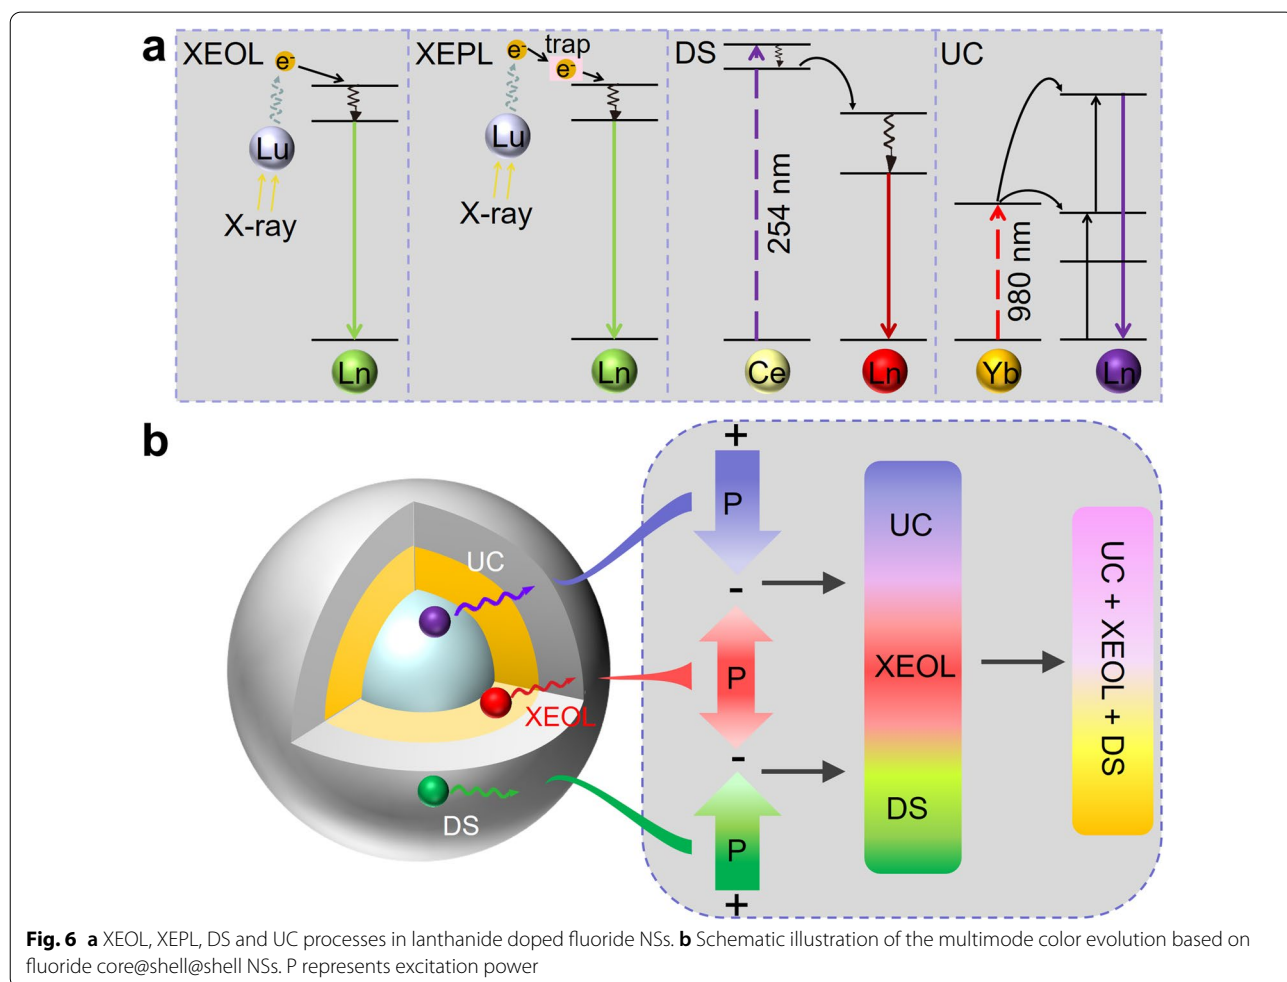 a
XEOL
e-
Lu
X-ray
Ln
XEPL
e-
trap
e-
Lu
X-ray
Ln
DS
254 nm
Ce
Ln
UC
980 nm
Yb
Ln
b
UC
XEOL
DS
+
P
-
P
-
P
+
UC
XEOL
DS
UC + XEOL + DS
Fig. 6 a XEOL, XEPL, DS and UC processes in lanthanide doped fluoride NSs. b Schematic illustration of the multimode color evolution based on
fluoride core@shell@shell NSs. P represents excitation power